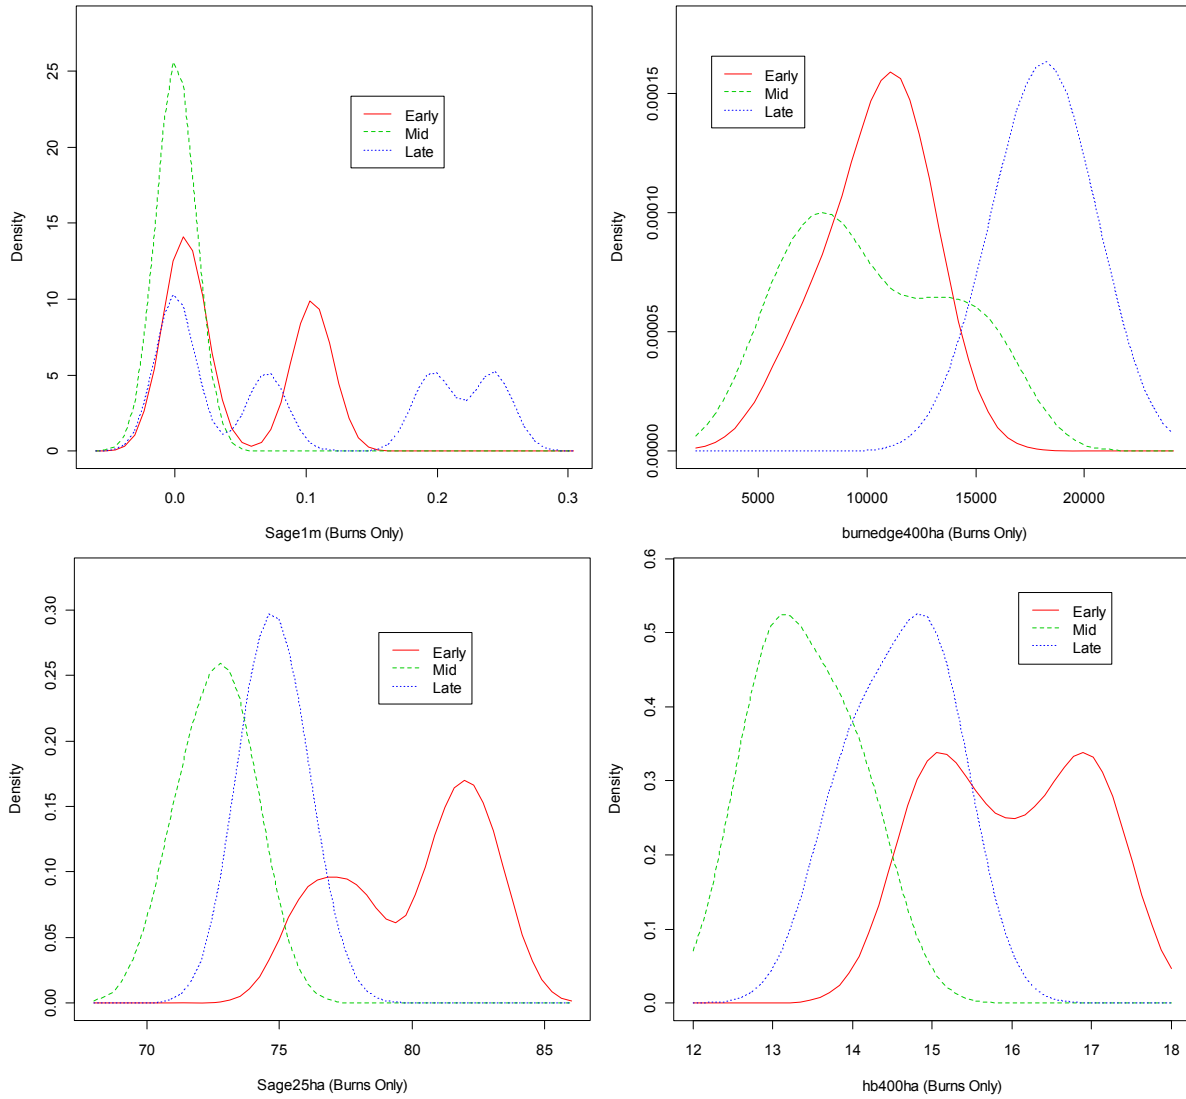 25
20
15
10
5
0
Density
Early
Mid
Late
0.0 0.1 0.2 0.3
Sage1m (Burns Only)
0.00015
0.00010
0.00005
0.00000
Density
Early
Mid
Late
5000 10000 15000 20000
burnedge400ha (Burns Only)
0.30
0.25
0.20
0.15
0.10
0.05
0.00
Density
Early
Mid
Late
70 75 80 85
Sage25ha (Burns Only)
0.6
0.5
0.4
0.3
0.2
0.1
0.0
Density
Early
Mid
Late
12 13 14 15 16 17 18
hb400ha (Burns Only)